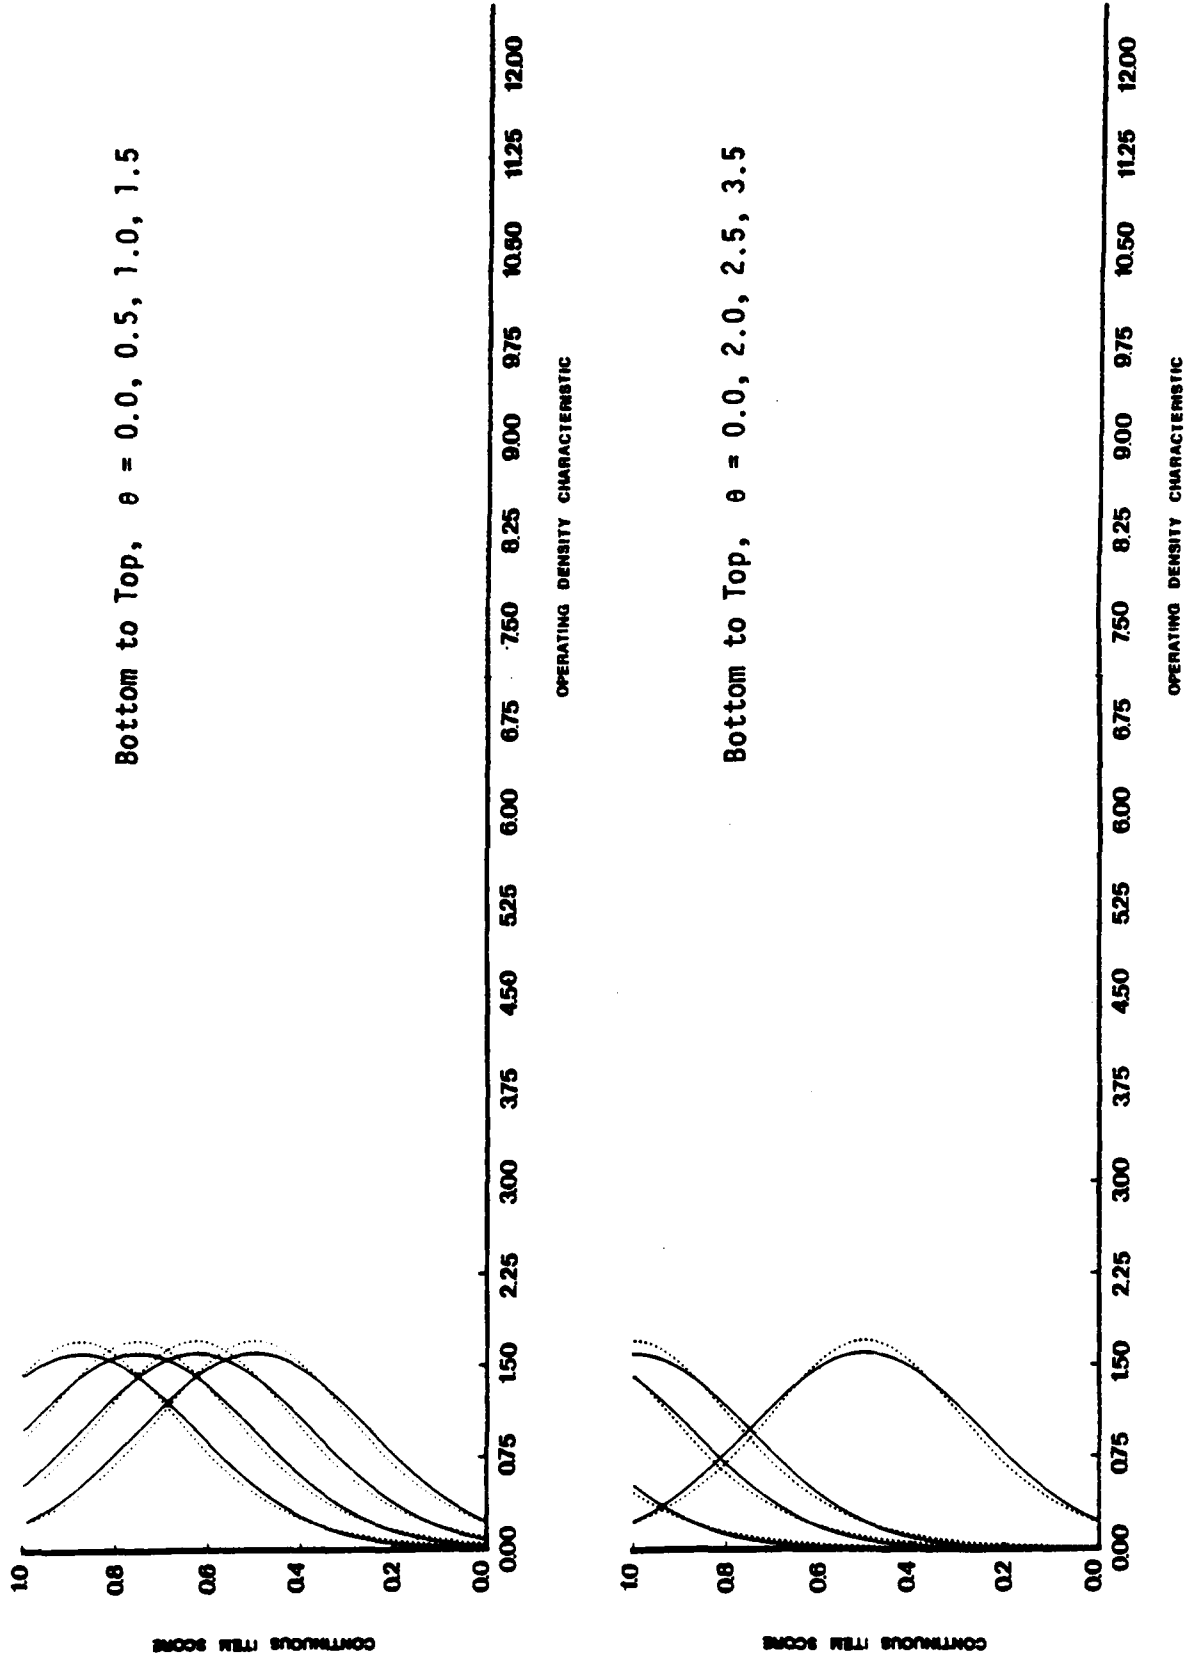 Bottom to Top, θ = 0.0, 0.5, 1.0, 1.5
CONTINUOUS ITEM SCORE
1.0
0.8
0.6
0.4
0.2
0.0
0.00 0.75 1.50 2.25 3.00 3.75 4.50 5.25 6.00 6.75 7.50 8.25 9.00 9.75 10.50 11.25 12.00
OPERATING DENSITY CHARACTERISTIC
Bottom to Top, θ = 0.0, 2.0, 2.5, 3.5
CONTINUOUS ITEM SCORE
1.0
0.8
0.6
0.4
0.2
0.0
0.00 0.75 1.50 2.25 3.00 3.75 4.50 5.25 6.00 6.75 7.50 8.25 9.00 9.75 10.50 11.25 12.00
OPERATING DENSITY CHARACTERISTIC